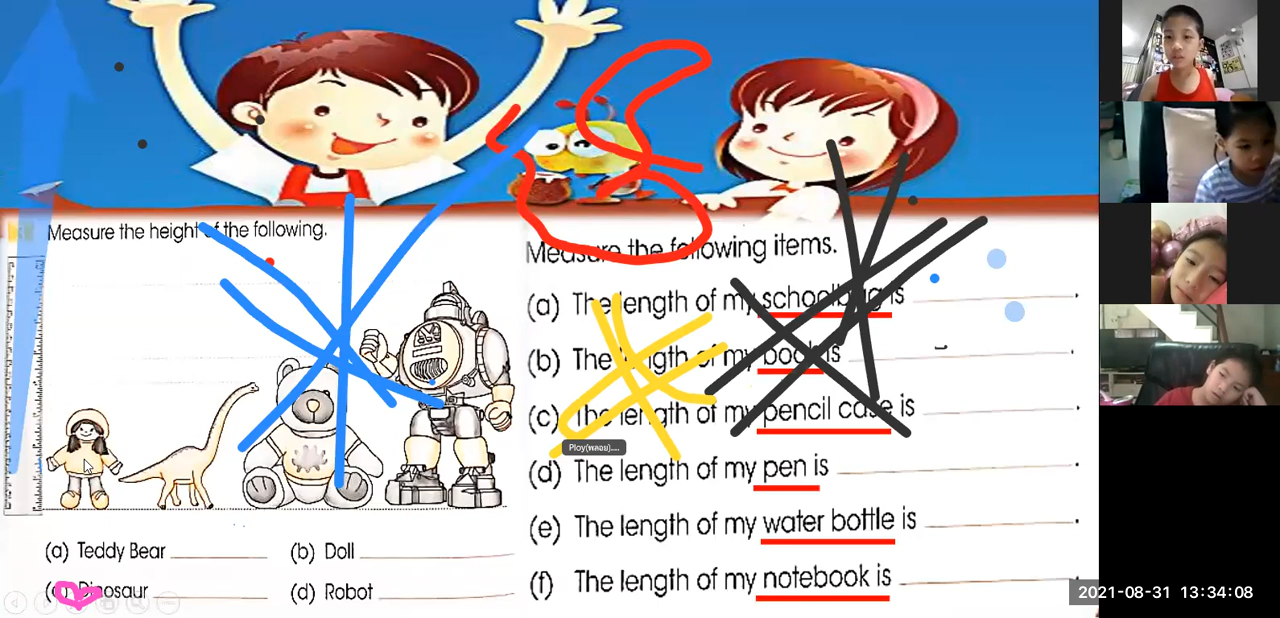 Measure the height of the following.
(a) Teddy Bear
(b) Doll
(c) Dinosaur
(d) Robot
Measure the following items.
(a) The length of my schoolbag is .
(b) The length of my book is .
(c) The length of my pencil case is .
(d) The length of my pen is .
(e) The length of my water bottle is .
(f) The length of my notebook is .
Ploy(พลอย)....
2021-08-31 13:34:08